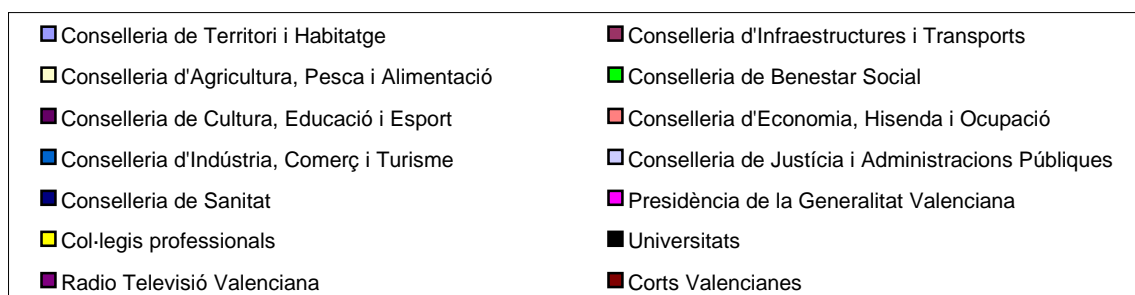 Conselleria de Territori i Habitatge
Conselleria d'Infraestructures i Transports
Conselleria d'Agricultura, Pesca i Alimentació
Conselleria de Benestar Social
Conselleria de Cultura, Educació i Esport
Conselleria d'Economia, Hisenda i Ocupació
Conselleria d'Indústria, Comerç i Turisme
Conselleria de Justícia i Administracions Públiques
Conselleria de Sanitat
Presidència de la Generalitat Valenciana
Col·legis professionals
Universitats
Radio Televisió Valenciana
Corts Valencianes